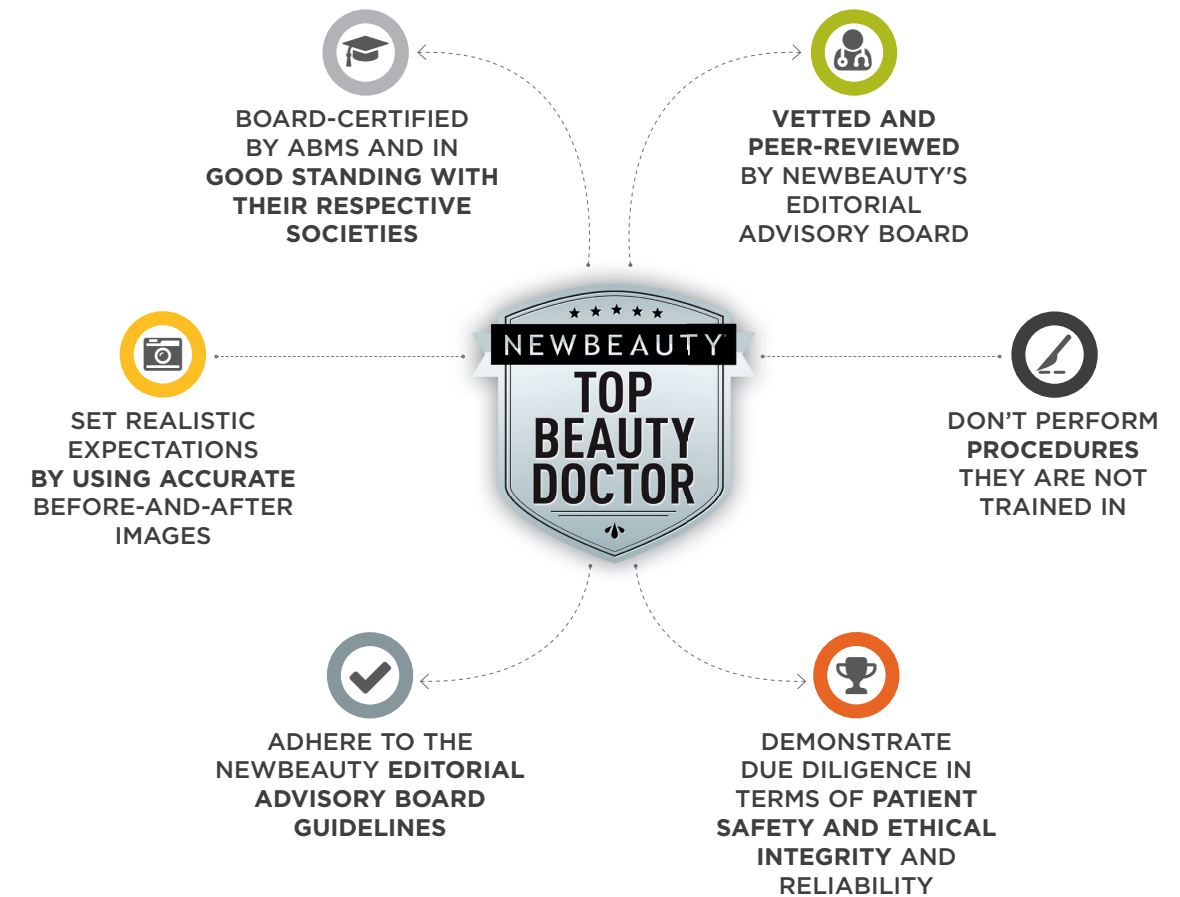 BOARD-CERTIFIED
BY ABMS AND IN
GOOD STANDING WITH
THEIR RESPECTIVE
SOCIETIES
VETTED AND
PEER-REVIEWED
BY NEWBEAUTY'S
EDITORIAL
ADVISORY BOARD
SET REALISTIC
EXPECTATIONS
BY USING ACCURATE
BEFORE-AND-AFTER
IMAGES
NEWBEAUTY
TOP
BEAUTY
DOCTOR
DON’T PERFORM
PROCEDURES
THEY ARE NOT
TRAINED IN
ADHERE TO THE
NEWBEAUTY EDITORIAL
ADVISORY BOARD
GUIDELINES
DEMONSTRATE
DUE DILIGENCE IN
TERMS OF PATIENT
SAFETY AND ETHICAL
INTEGRITY AND
RELIABILITY